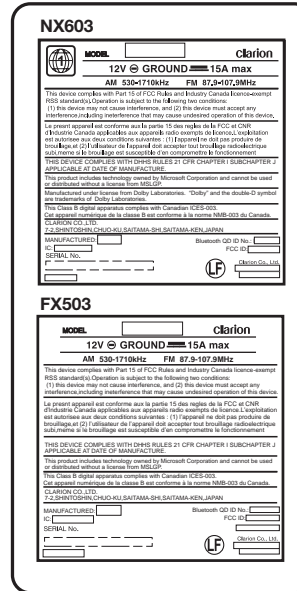 NX603
MODEL Clarion
12V ⊖ GROUND 15A max
AM 530-1710kHz FM 87.9-107.9MHz
This device complies with Part 15 of FCC Rules and Industry Canada licence-exempt
RSS standard(s).Operation is subject to the following two conditions:
(1) this device may not cause interference, and (2) this device must accept any
interference,including interference that may cause undesired operation of this device.
Le present appareil est conforme aux la partie 15 des regles de la FCC et CNR
d'Industrie Canada applicables aux appareils radio exempts de licence.L'exploitation
est autorisee aux deux conditions suivantes : (1) l'appareil ne doit pas produire de
brouillage,et (2) l'utilisateur de l'appareil doit accepter tout brouillage radioelectrique
subi,meme si le brouillage est susceptible d'en compromettre le fonctionnement
THIS DEVICE COMPLIES WITH DHHS RULES 21 CFR CHAPTER I SUBCHAPTER J
APPLICABLE AT DATE OF MANUFACTURE.
This product includes technology owned by Microsoft Corporation and cannot be used
or distributed without a license from MSLGP.
Manufactured under license from Dolby Laboratories. "Dolby" and the double-D symbol
are trademarks of Dolby Laboratories.
This Class B digital apparatus complies with Canadian ICES-003.
Cet appareil numérique de la classe B est conforme à la norme NMB-003 du Canada.
CLARION CO.,LTD.
7-2,SHINTOSHIN,CHUO-KU,SAITAMA-SHI,SAITAMA-KEN,JAPAN
MANUFACTURED: Bluetooth QD ID No.:
IC: FCC ID:
SERIAL No.
LF Clarion Co., Ltd.
FX503
MODEL Clarion
12V ⊖ GROUND 15A max
AM 530-1710kHz FM 87.9-107.9MHz
This device complies with Part 15 of FCC Rules and Industry Canada licence-exempt
RSS standard(s).Operation is subject to the following two conditions:
(1) this device may not cause interference, and (2) this device must accept any
interference,including interference that may cause undesired operation of this device.
Le present appareil est conforme aux la partie 15 des regles de la FCC et CNR
d'Industrie Canada applicables aux appareils radio exempts de licence.L'exploitation
est autorisee aux deux conditions suivantes : (1) l'appareil ne doit pas produire de
brouillage,et (2) l'utilisateur de l'appareil doit accepter tout brouillage radioelectrique
subi,meme si le brouillage est susceptible d'en compromettre le fonctionnement
THIS DEVICE COMPLIES WITH DHHS RULES 21 CFR CHAPTER I SUBCHAPTER J
APPLICABLE AT DATE OF MANUFACTURE.
This product includes technology owned by Microsoft Corporation and cannot be used
or distributed without a license from MSLGP.
This Class B digital apparatus complies with Canadian ICES-003.
Cet appareil numérique de la classe B est conforme à la norme NMB-003 du Canada.
CLARION CO.,LTD.
7-2,SHINTOSHIN,CHUO-KU,SAITAMA-SHI,SAITAMA-KEN,JAPAN
MANUFACTURED: Bluetooth QD ID No.:
IC: FCC ID:
SERIAL No.
LF Clarion Co., Ltd.